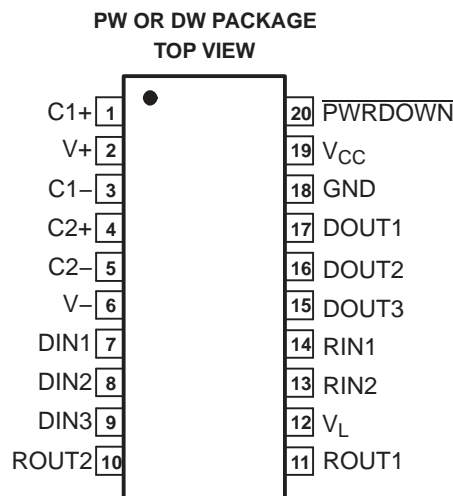 PW OR DW PACKAGE
TOP VIEW
C1+ 1 20 PWRDOWN
V+ 2 19 VCC
C1− 3 18 GND
C2+ 4 17 DOUT1
C2− 5 16 DOUT2
V− 6 15 DOUT3
DIN1 7 14 RIN1
DIN2 8 13 RIN2
DIN3 9 12 VL
ROUT2 10 11 ROUT1